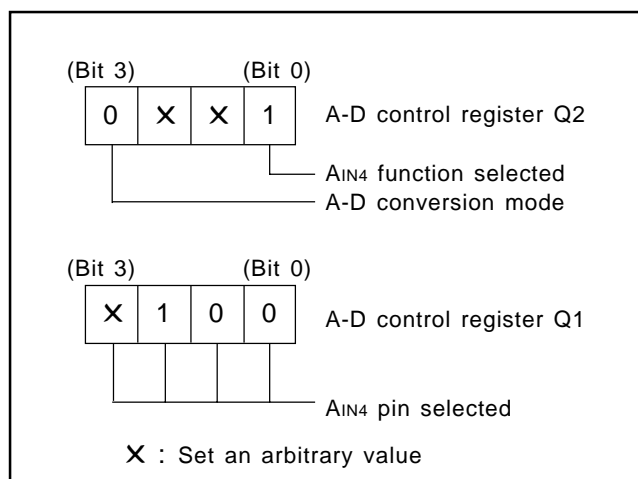 (Bit 3) (Bit 0)
0 × × 1 A-D control register Q2
AIN4 function selected
A-D conversion mode
(Bit 3) (Bit 0)
× 1 0 0 A-D control register Q1
AIN4 pin selected
× : Set an arbitrary value